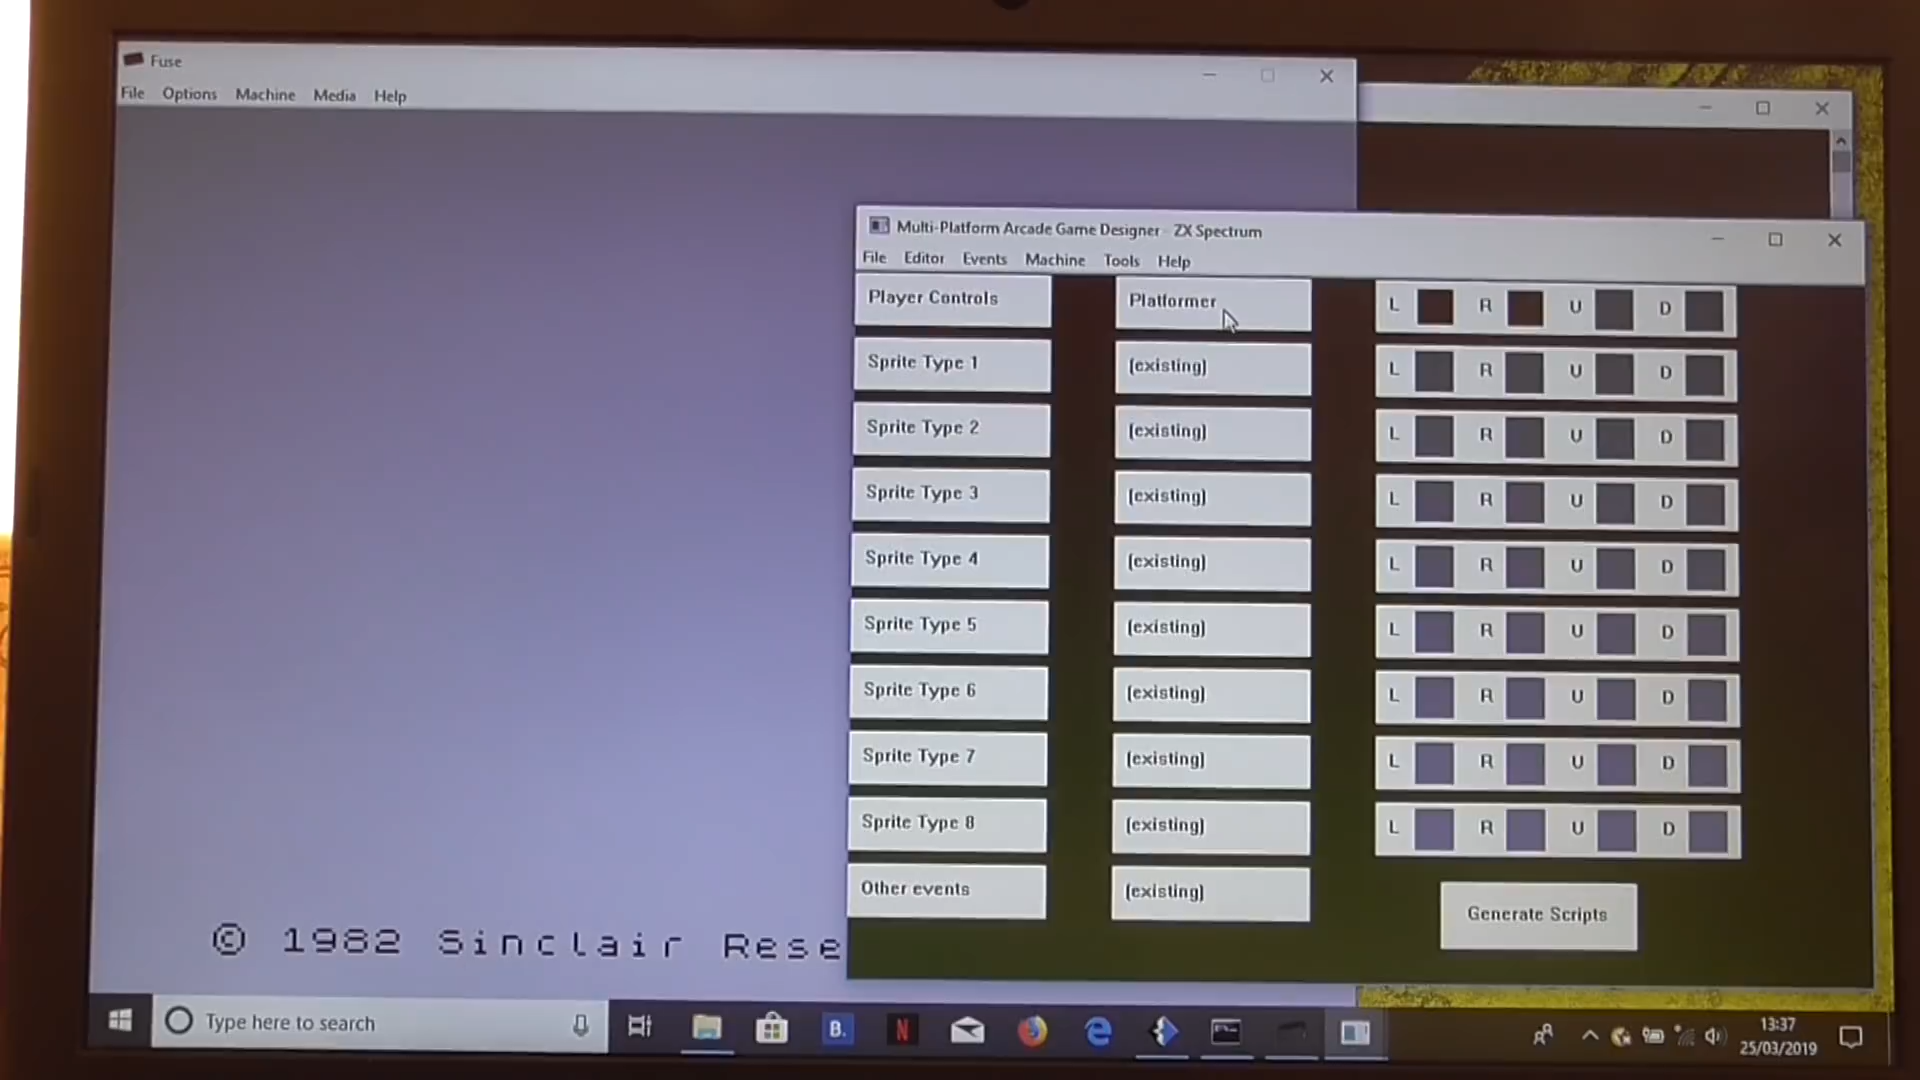 Fuse
File Options Machine Media Help
Multi-Platform Arcade Game Designer - ZX Spectrum
File Editor Events Machine Tools Help
Player Controls Platformer L R U D
Sprite Type 1 (existing) L R U D
Sprite Type 2 (existing) L R U D
Sprite Type 3 (existing) L R U D
Sprite Type 4 (existing) L R U D
Sprite Type 5 (existing) L R U D
Sprite Type 6 (existing) L R U D
Sprite Type 7 (existing) L R U D
Sprite Type 8 (existing) L R U D
Other events (existing)
Generate Scripts
© 1982 Sinclair Rese
Type here to search
B.
N
13:37
25/03/2019